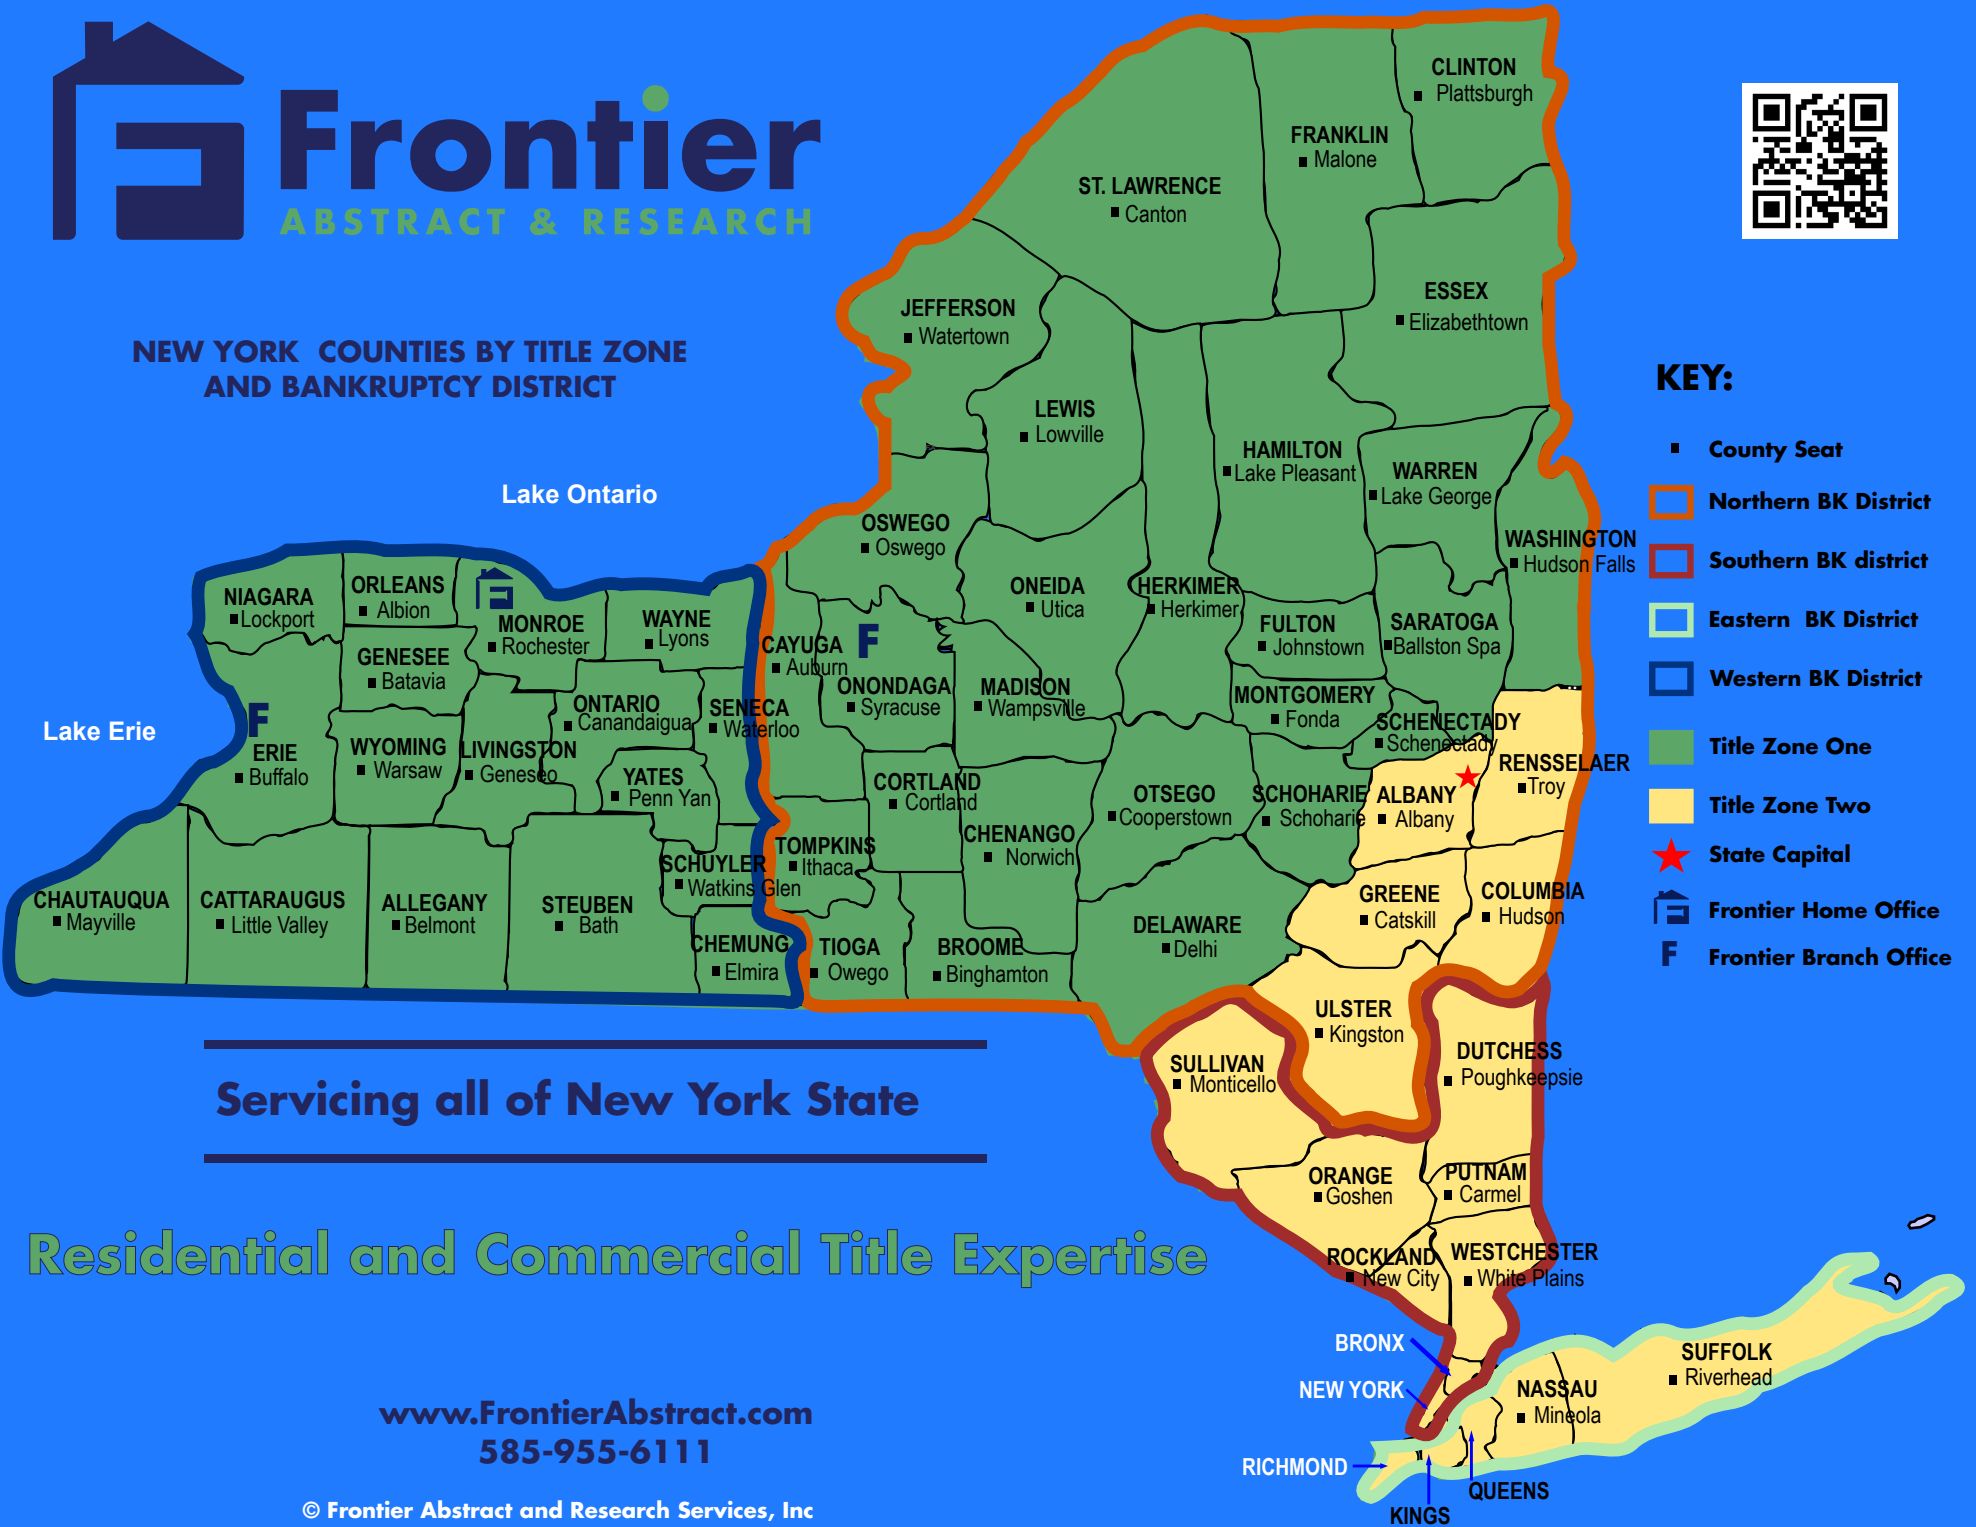 Frontier
ABSTRACT & RESEARCH
NEW YORK COUNTIES BY TITLE ZONE
AND BANKRUPTCY DISTRICT
Lake Ontario
Lake Erie
CLINTON
Plattsburgh
FRANKLIN
Malone
ST. LAWRENCE
Canton
ESSEX
Elizabethtown
JEFFERSON
Watertown
LEWIS
Lowville
HAMILTON
Lake Pleasant
WARREN
Lake George
WASHINGTON
Hudson Falls
OSWEGO
Oswego
ONEIDA
Utica
HERKIMER
Herkimer
FULTON
Johnstown
SARATOGA
Ballston Spa
NIAGARA
Lockport
ORLEANS
Albion
MONROE
Rochester
WAYNE
Lyons
CAYUGA
Auburn
F
GENESEE
Batavia
ONTARIO
Canandaigua
SENECA
Waterloo
ONONDAGA
Syracuse
MADISON
Wampsville
MONTGOMERY
Fonda
SCHENECTADY
Schenectady
F
ERIE
Buffalo
WYOMING
Warsaw
LIVINGSTON
Geneseo
YATES
Penn Yan
CORTLAND
Cortland
OTSEGO
Cooperstown
SCHOHARIE
Schoharie
ALBANY
Albany
RENSSELAER
Troy
TOMPKINS
Ithaca
CHENANGO
Norwich
SCHUYLER
Watkins Glen
CHAUTAUQUA
Mayville
CATTARAUGUS
Little Valley
ALLEGANY
Belmont
STEUBEN
Bath
CHEMUNG
Elmira
TIOGA
Owego
BROOME
Binghamton
DELAWARE
Delhi
GREENE
Catskill
COLUMBIA
Hudson
ULSTER
Kingston
SULLIVAN
Monticello
DUTCHESS
Poughkeepsie
ORANGE
Goshen
PUTNAM
Carmel
ROCKLAND
New City
WESTCHESTER
White Plains
BRONX
NEW YORK
RICHMOND
KINGS
QUEENS
NASSAU
Mineola
SUFFOLK
Riverhead
KEY:
County Seat
Northern BK District
Southern BK district
Eastern BK District
Western BK District
Title Zone One
Title Zone Two
State Capital
Frontier Home Office
F Frontier Branch Office
Servicing all of New York State
Residential and Commercial Title Expertise
www.FrontierAbstract.com
585-955-6111
© Frontier Abstract and Research Services, Inc